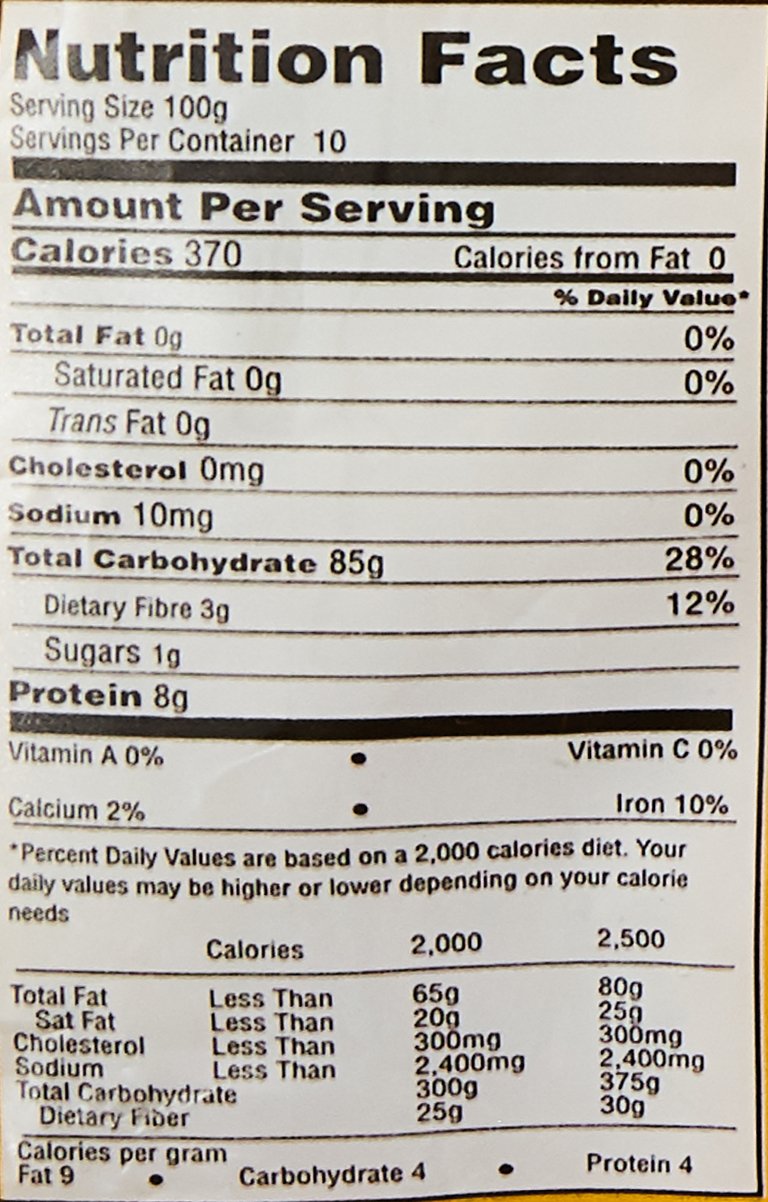 Nutrition Facts
Serving Size 100g
Servings Per Container 10
Amount Per Serving
Calories 370 Calories from Fat 0
% Daily Value*
Total Fat 0g 0%
Saturated Fat 0g 0%
Trans Fat 0g
Cholesterol 0mg 0%
Sodium 10mg 0%
Total Carbohydrate 85g 28%
Dietary Fibre 3g 12%
Sugars 1g
Protein 8g
Vitamin A 0% • Vitamin C 0%
Calcium 2% • Iron 10%
*Percent Daily Values are based on a 2,000 calories diet. Your
daily values may be higher or lower depending on your calorie
needs
Calories 2,000 2,500
Total Fat Less Than 65g 80g
Sat Fat Less Than 20g 25g
Cholesterol Less Than 300mg 300mg
Sodium Less Than 2,400mg 2,400mg
Total Carbohydrate 300g 375g
Dietary Fiber 25g 30g
Calories per gram
Fat 9 • Carbohydrate 4 • Protein 4